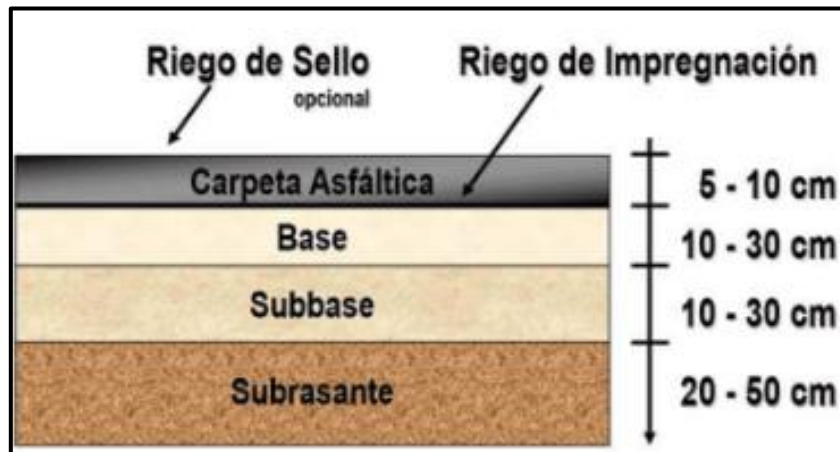 Riego de Sello
opcional
Riego de Impregnación
Carpeta Asfáltica
5 - 10 cm
Base
10 - 30 cm
Subbase
10 - 30 cm
Subrasante
20 - 50 cm